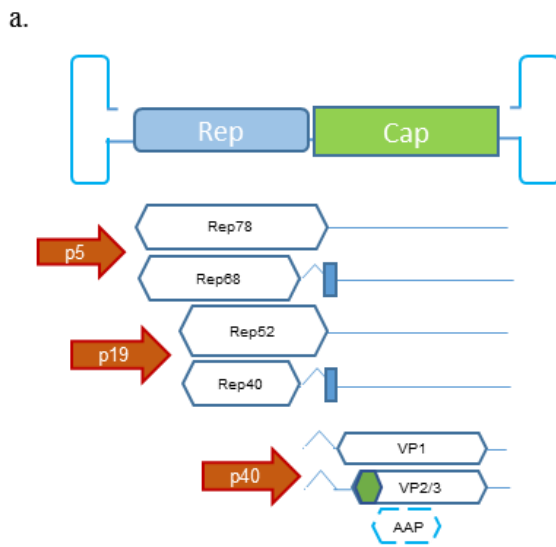 a.
Rep Cap
Rep78
p5
Rep68
Rep52
p19
Rep40
VP1
p40
VP2/3
AAP